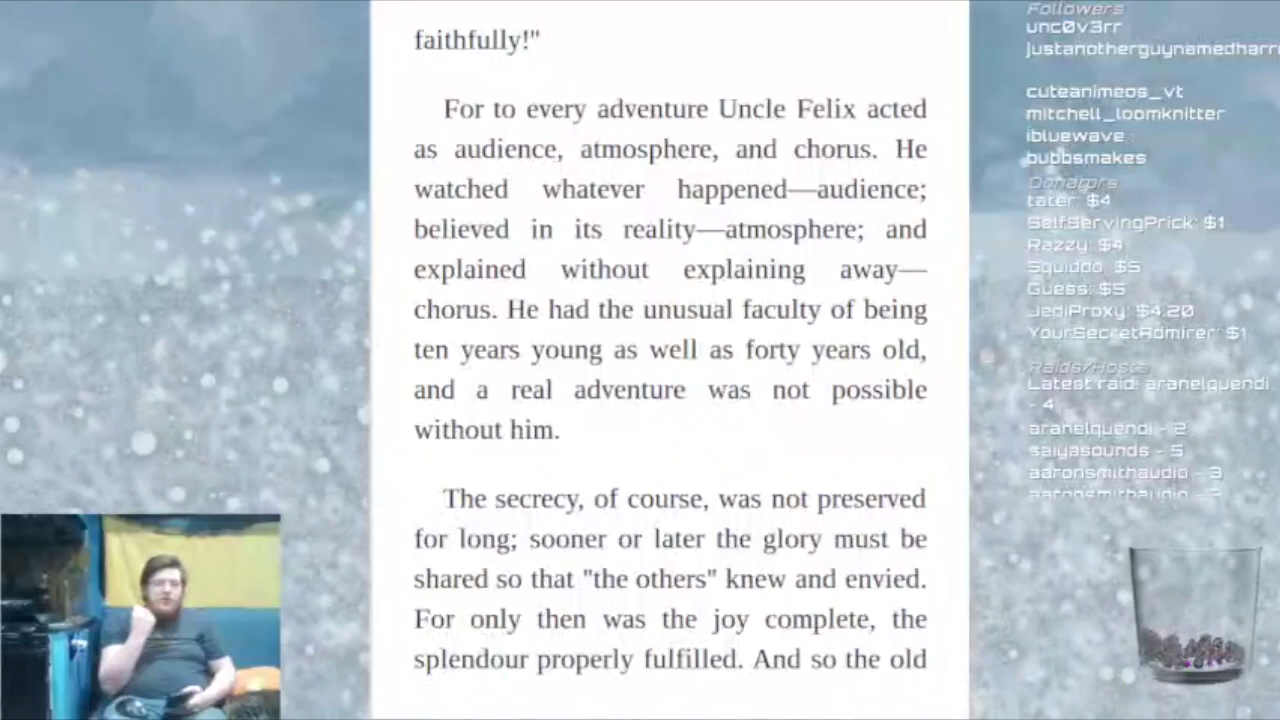 faithfully!"
For to every adventure Uncle Felix acted
as audience, atmosphere, and chorus. He
watched whatever happened—audience;
believed in its reality—atmosphere; and
explained without explaining away—
chorus. He had the unusual faculty of being
ten years young as well as forty years old,
and a real adventure was not possible
without him.
The secrecy, of course, was not preserved
for long; sooner or later the glory must be
shared so that "the others" knew and envied.
For only then was the joy complete, the
splendour properly fulfilled. And so the old
Followers
unc0v3rr
justanotherguynamedharr
cuteanimeos_vt
mitchell_loomknitter
ibluewave
bubbsmakes
Donators
tater: $4
SelfServingPrick: $1
Razzy: $4
Squidoo: $5
Guess: $5
JediProxy: $4.20
YourSecretAdmirer: $1
Raids/Hosts
Latest raid: aranelquendi
- 4
aranelquendi - 2
saiyasounds - 5
aaronsmithaudio - 3